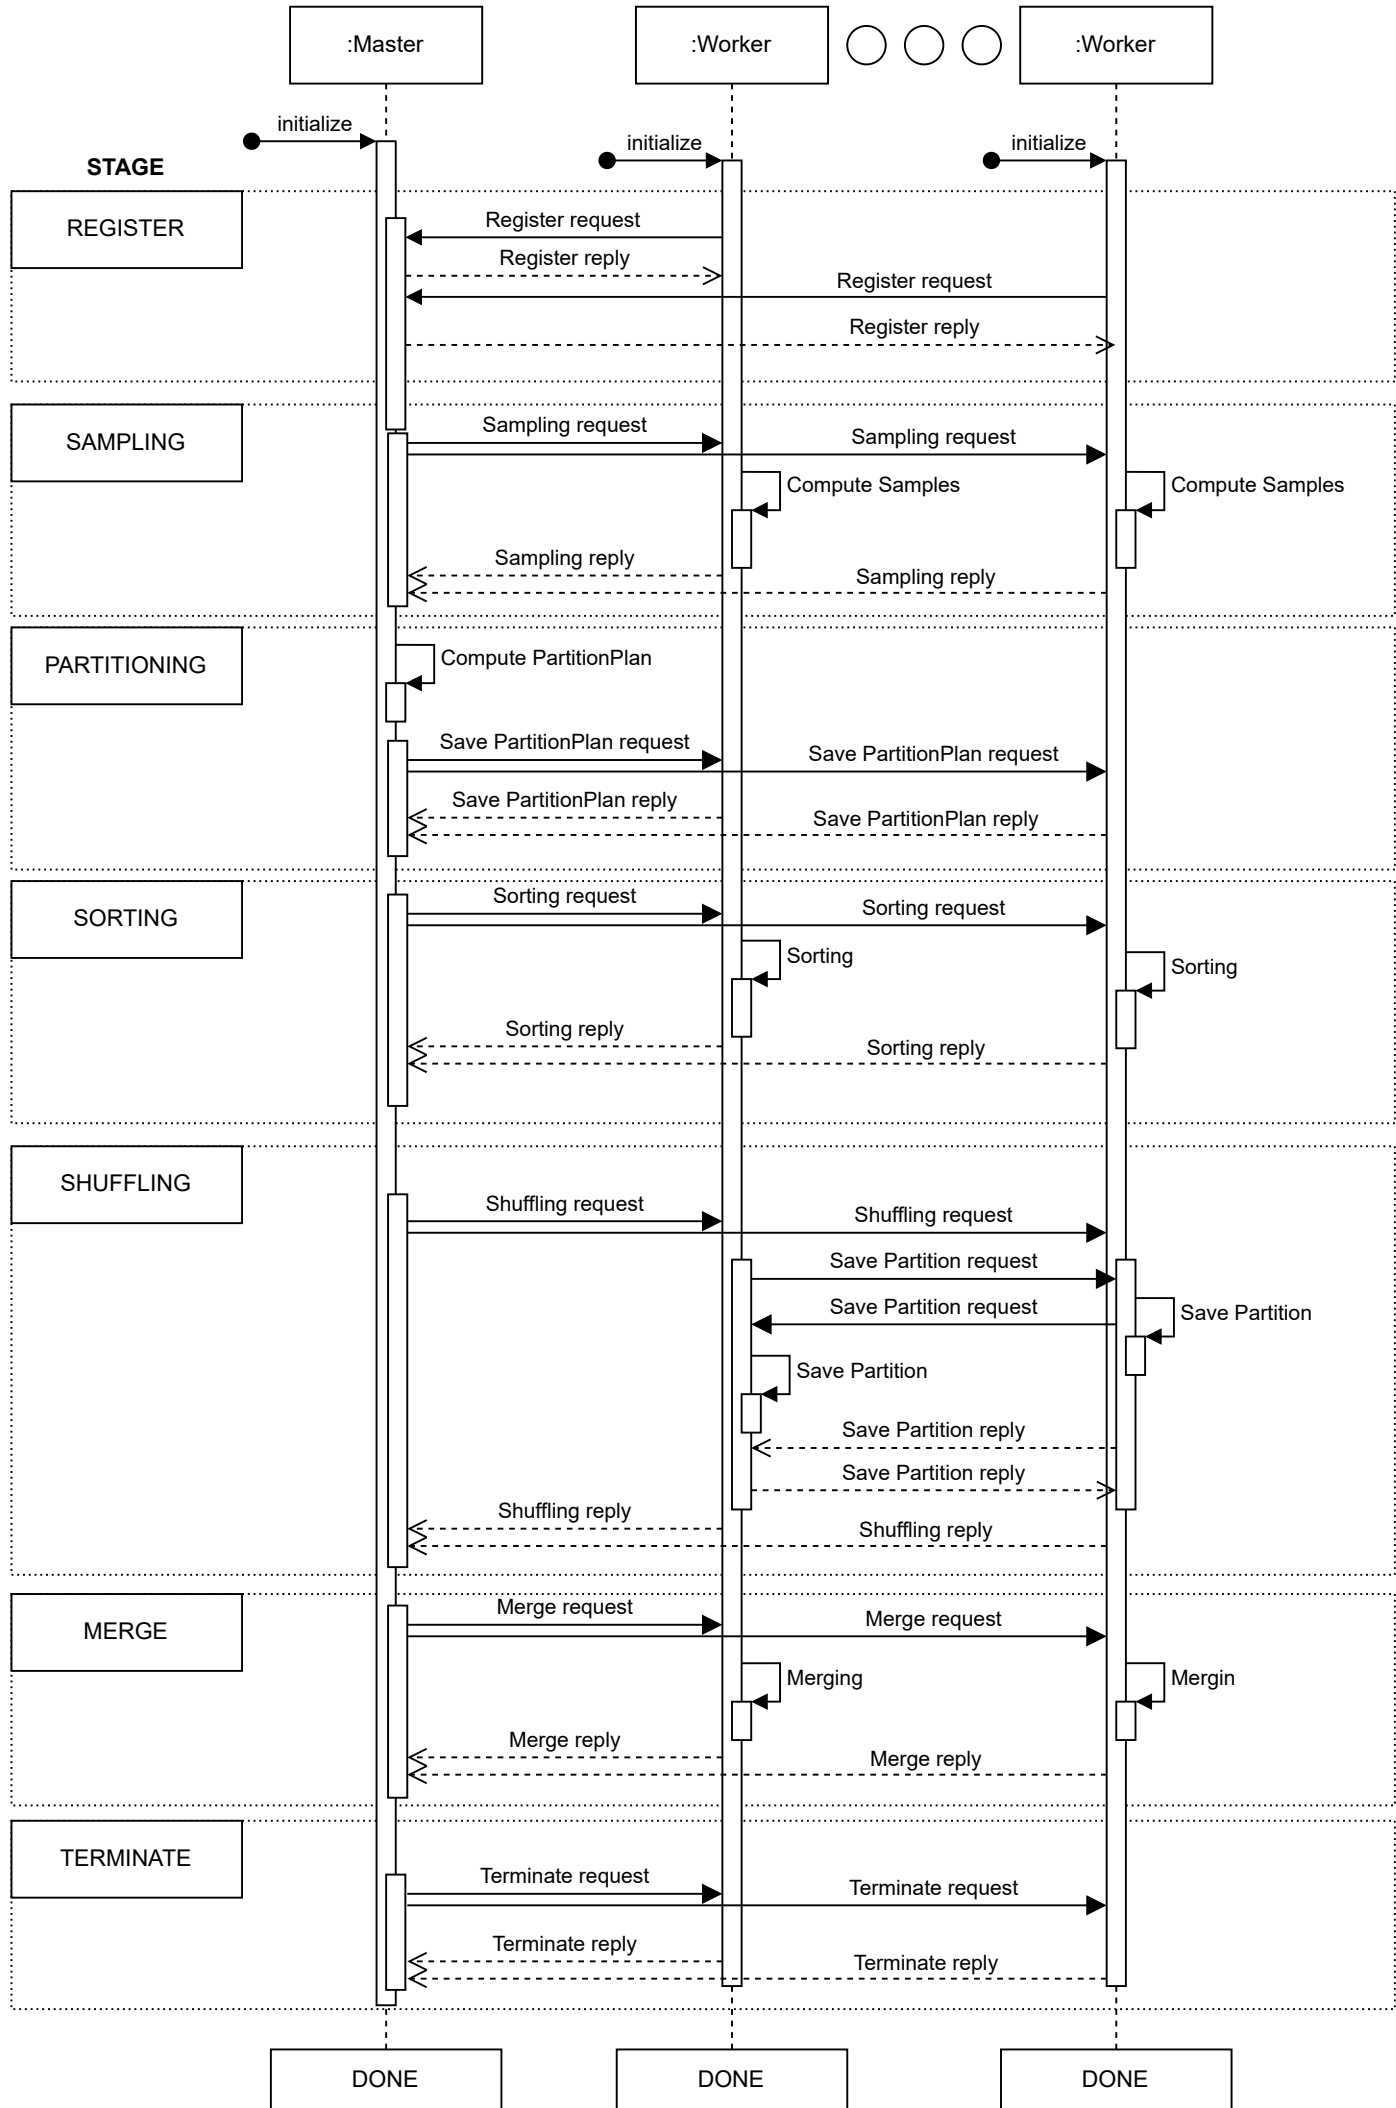 :Master
:Worker
:Worker
initialize
initialize
initialize
STAGE
REGISTER
Register request
Register reply
Register request
Register reply
SAMPLING
Sampling request
Sampling request
Compute Samples
Compute Samples
Sampling reply
Sampling reply
PARTITIONING
Compute PartitionPlan
Save PartitionPlan request
Save PartitionPlan request
Save PartitionPlan reply
Save PartitionPlan reply
SORTING
Sorting request
Sorting request
Sorting
Sorting
Sorting reply
Sorting reply
SHUFFLING
Shuffling request
Shuffling request
Save Partition request
Save Partition request
Save Partition
Save Partition
Save Partition reply
Save Partition reply
Shuffling reply
Shuffling reply
MERGE
Merge request
Merge request
Merging
Mergin
Merge reply
Merge reply
TERMINATE
Terminate request
Terminate request
Terminate reply
Terminate reply
DONE
DONE
DONE